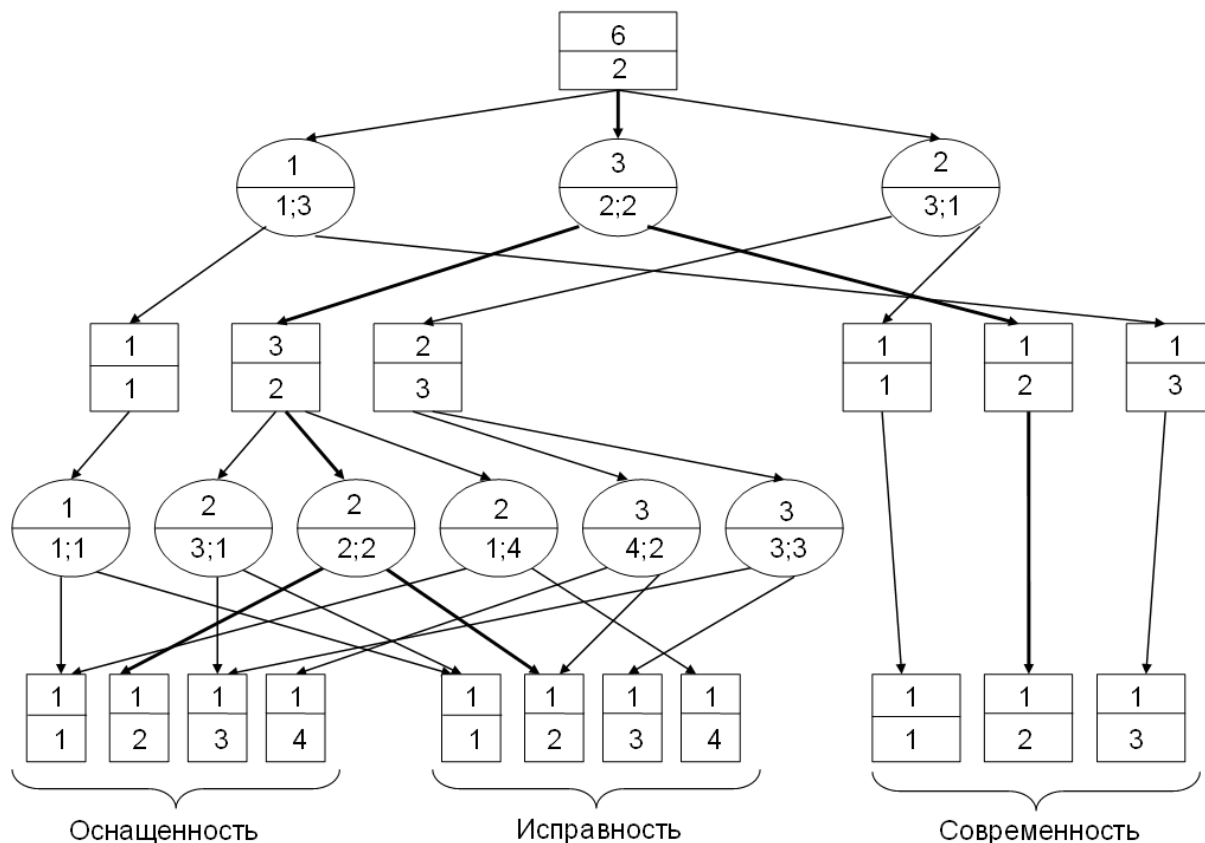 6
2
1 3 2
1;3 2;2 3;1
1 3 2 1 1 1
1 2 3 1 2 3
1 2 2 2 3 3
1;1 3;1 2;2 1;4 4;2 3;3
1 1 1 1 1 1 1 1 1 1 1
1 2 3 4 1 2 3 4 1 2 3
Оснащенность Исправность Современность